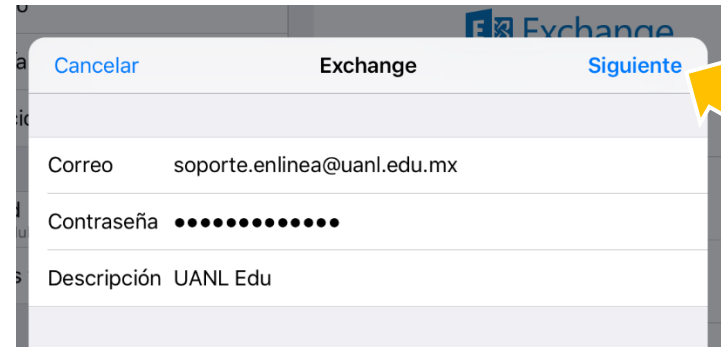 Exchange
Cancelar Exchange Siguiente
Correo soporte.enlinea@uanl.edu.mx
Contraseña •••••••••••••
Descripción UANL Edu